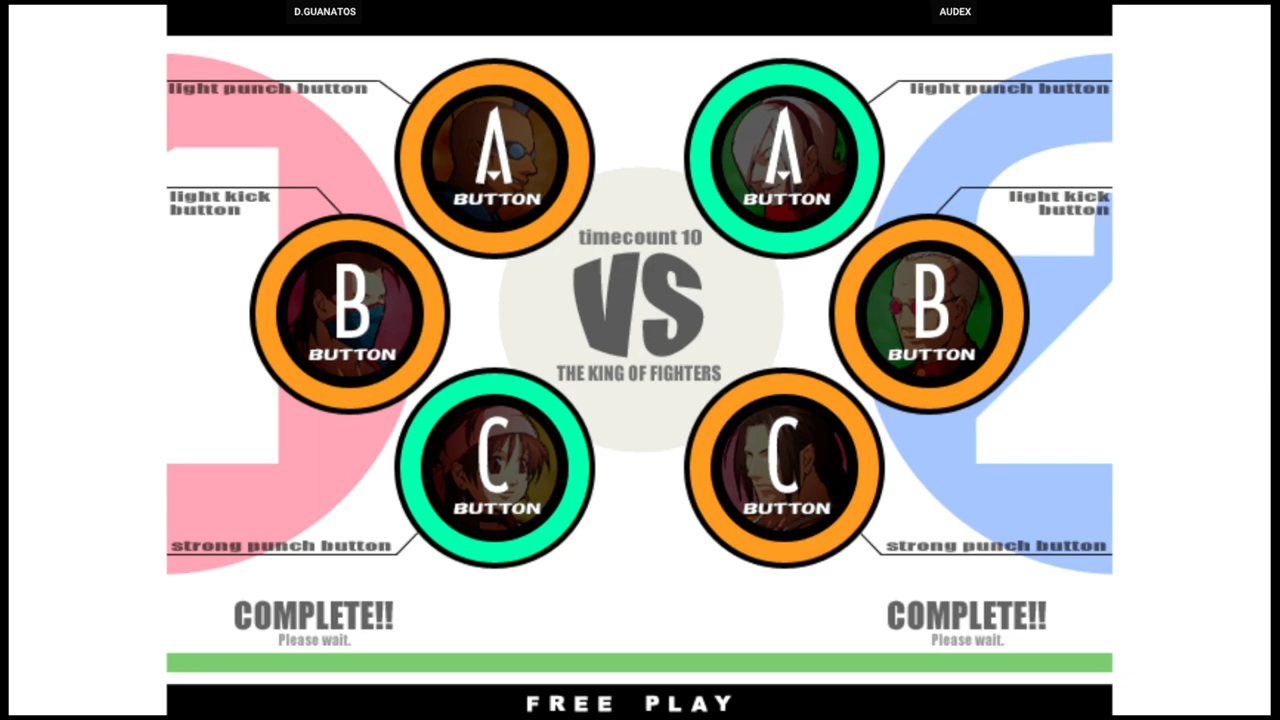 D.GUANATOS
AUDEX
light punch button
light punch button
A
BUTTON
A
BUTTON
light kick
button
light kick
button
timecount 10
VS
THE KING OF FIGHTERS
B
BUTTON
B
BUTTON
C
BUTTON
C
BUTTON
strong punch button
strong punch button
COMPLETE!!
Please wait.
COMPLETE!!
Please wait.
FREE PLAY
1
2